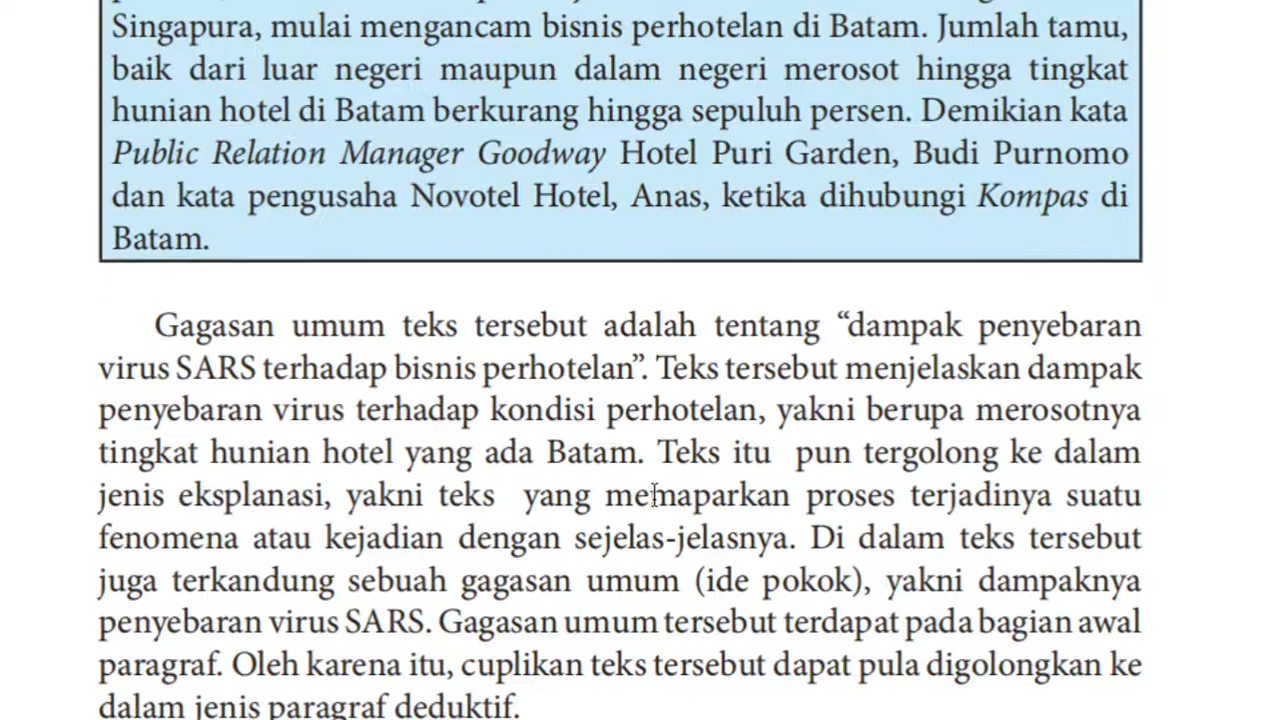 Singapura, mulai mengancam bisnis perhotelan di Batam. Jumlah tamu,
baik dari luar negeri maupun dalam negeri merosot hingga tingkat
hunian hotel di Batam berkurang hingga sepuluh persen. Demikian kata
Public Relation Manager Goodway Hotel Puri Garden, Budi Purnomo
dan kata pengusaha Novotel Hotel, Anas, ketika dihubungi Kompas di
Batam.
Gagasan umum teks tersebut adalah tentang “dampak penyebaran
virus SARS terhadap bisnis perhotelan”. Teks tersebut menjelaskan dampak
penyebaran virus terhadap kondisi perhotelan, yakni berupa merosotnya
tingkat hunian hotel yang ada Batam. Teks itu pun tergolong ke dalam
jenis eksplanasi, yakni teks yang memaparkan proses terjadinya suatu
fenomena atau kejadian dengan sejelas-jelasnya. Di dalam teks tersebut
juga terkandung sebuah gagasan umum (ide pokok), yakni dampaknya
penyebaran virus SARS. Gagasan umum tersebut terdapat pada bagian awal
paragraf. Oleh karena itu, cuplikan teks tersebut dapat pula digolongkan ke
dalam jenis paragraf deduktif.